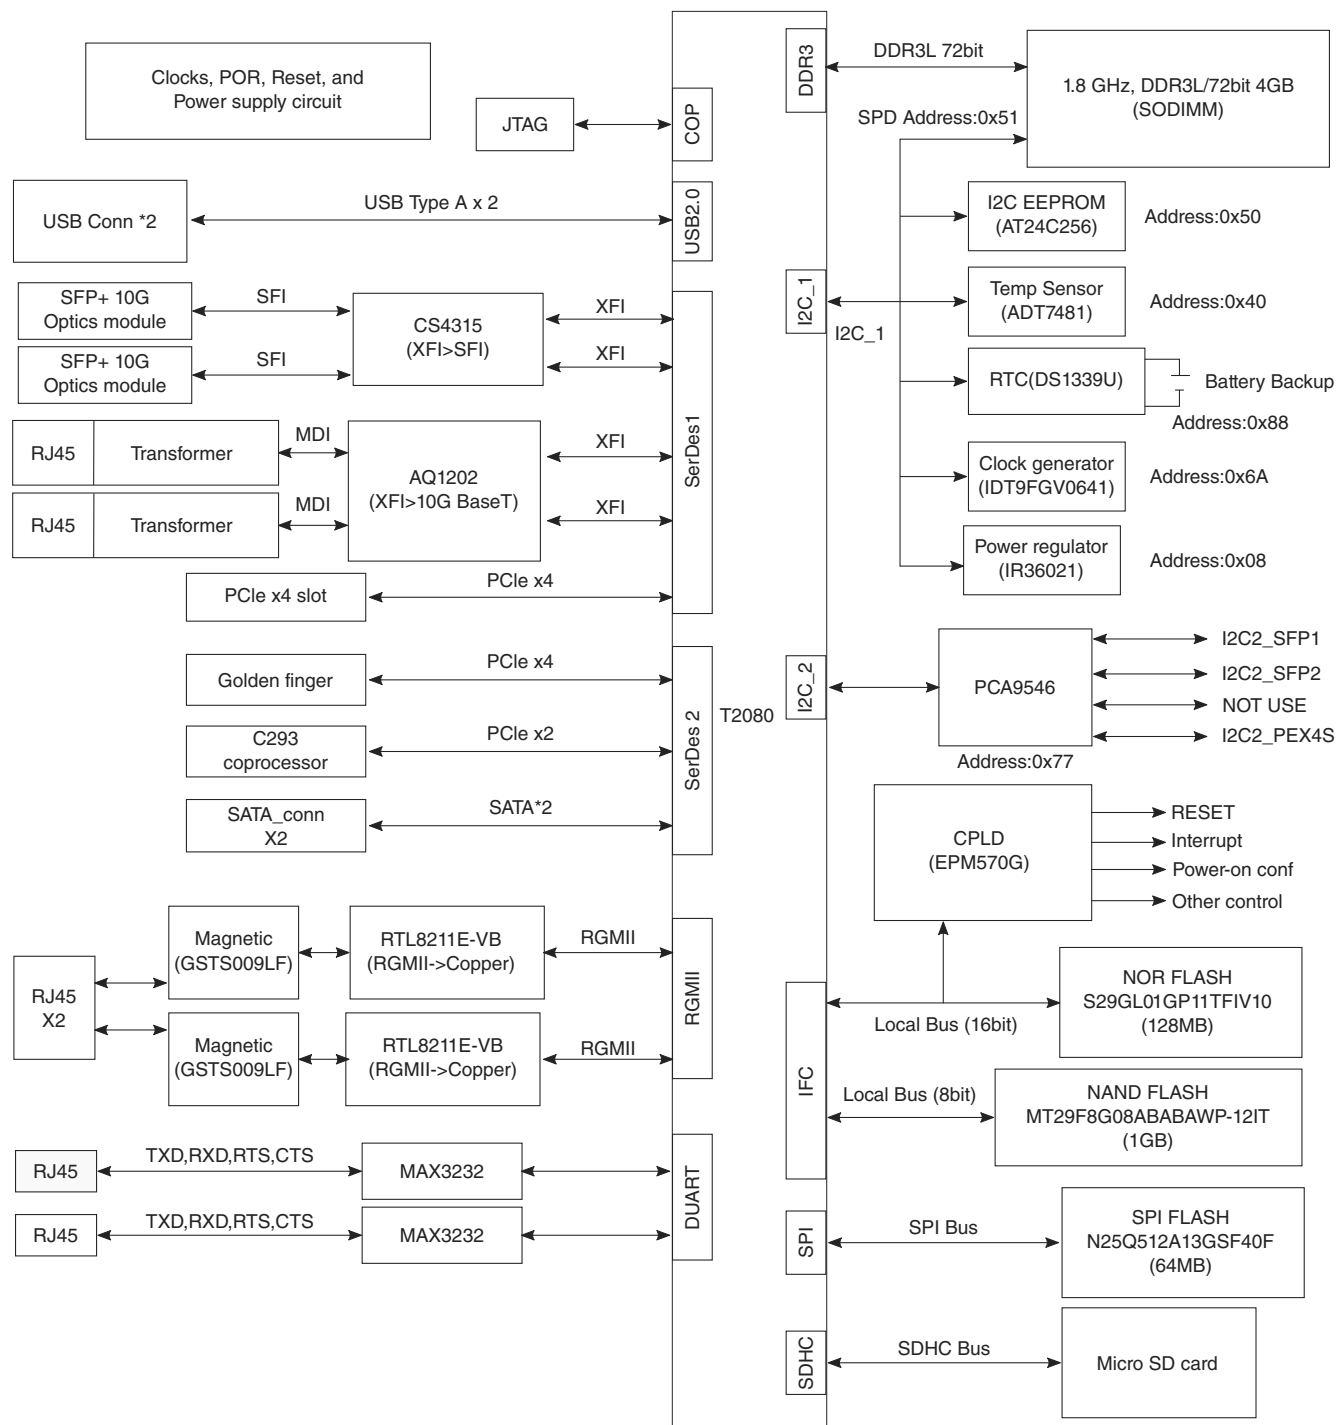 Clocks, POR, Reset, and
Power supply circuit
JTAG
COP
USB Conn *2
USB Type A x 2
USB2.0
SFP+ 10G
Optics module
SFI
SFP+ 10G
Optics module
SFI
CS4315
(XFI>SFI)
XFI
XFI
RJ45
Transformer
MDI
RJ45
Transformer
MDI
AQ1202
(XFI>10G BaseT)
XFI
XFI
PCIe x4 slot
PCIe x4
SerDes1
Golden finger
PCIe x4
C293
coprocessor
PCIe x2
SATA_conn
X2
SATA*2
SerDes 2
T2080
RJ45
X2
Magnetic
(GSTS009LF)
RTL8211E-VB
(RGMII->Copper)
RGMII
Magnetic
(GSTS009LF)
RTL8211E-VB
(RGMII->Copper)
RGMII
RGMII
RJ45
TXD,RXD,RTS,CTS
MAX3232
RJ45
TXD,RXD,RTS,CTS
MAX3232
DUART
DDR3
DDR3L 72bit
1.8 GHz, DDR3L/72bit 4GB
(SODIMM)
SPD Address:0x51
I2C EEPROM
(AT24C256)
Address:0x50
I2C_1
I2C_1
Temp Sensor
(ADT7481)
Address:0x40
RTC(DS1339U)
Battery Backup
Address:0x88
Clock generator
(IDT9FGV0641)
Address:0x6A
Power regulator
(IR36021)
Address:0x08
I2C_2
PCA9546
Address:0x77
I2C2_SFP1
I2C2_SFP2
NOT USE
I2C2_PEX4S
CPLD
(EPM570G)
RESET
Interrupt
Power-on conf
Other control
IFC
Local Bus (16bit)
NOR FLASH
S29GL01GP11TFIV10
(128MB)
Local Bus (8bit)
NAND FLASH
MT29F8G08ABABAWP-12IT
(1GB)
SPI
SPI Bus
SPI FLASH
N25Q512A13GSF40F
(64MB)
SDHC
SDHC Bus
Micro SD card